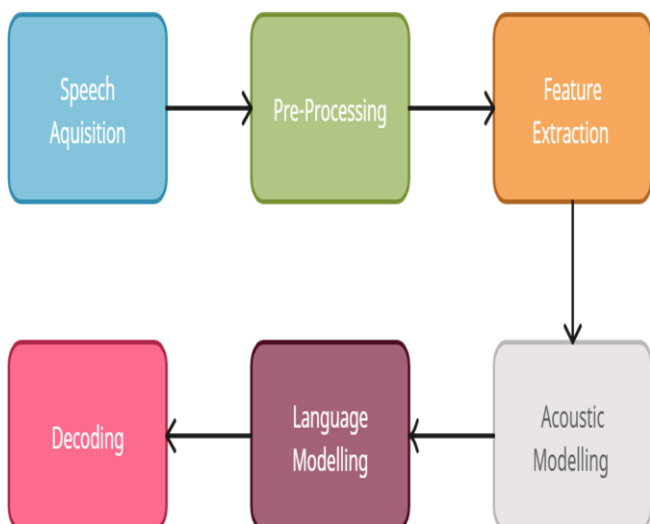 Speech
Aquisition
Pre-Processing
Feature
Extraction
Acoustic
Modelling
Language
Modelling
Decoding